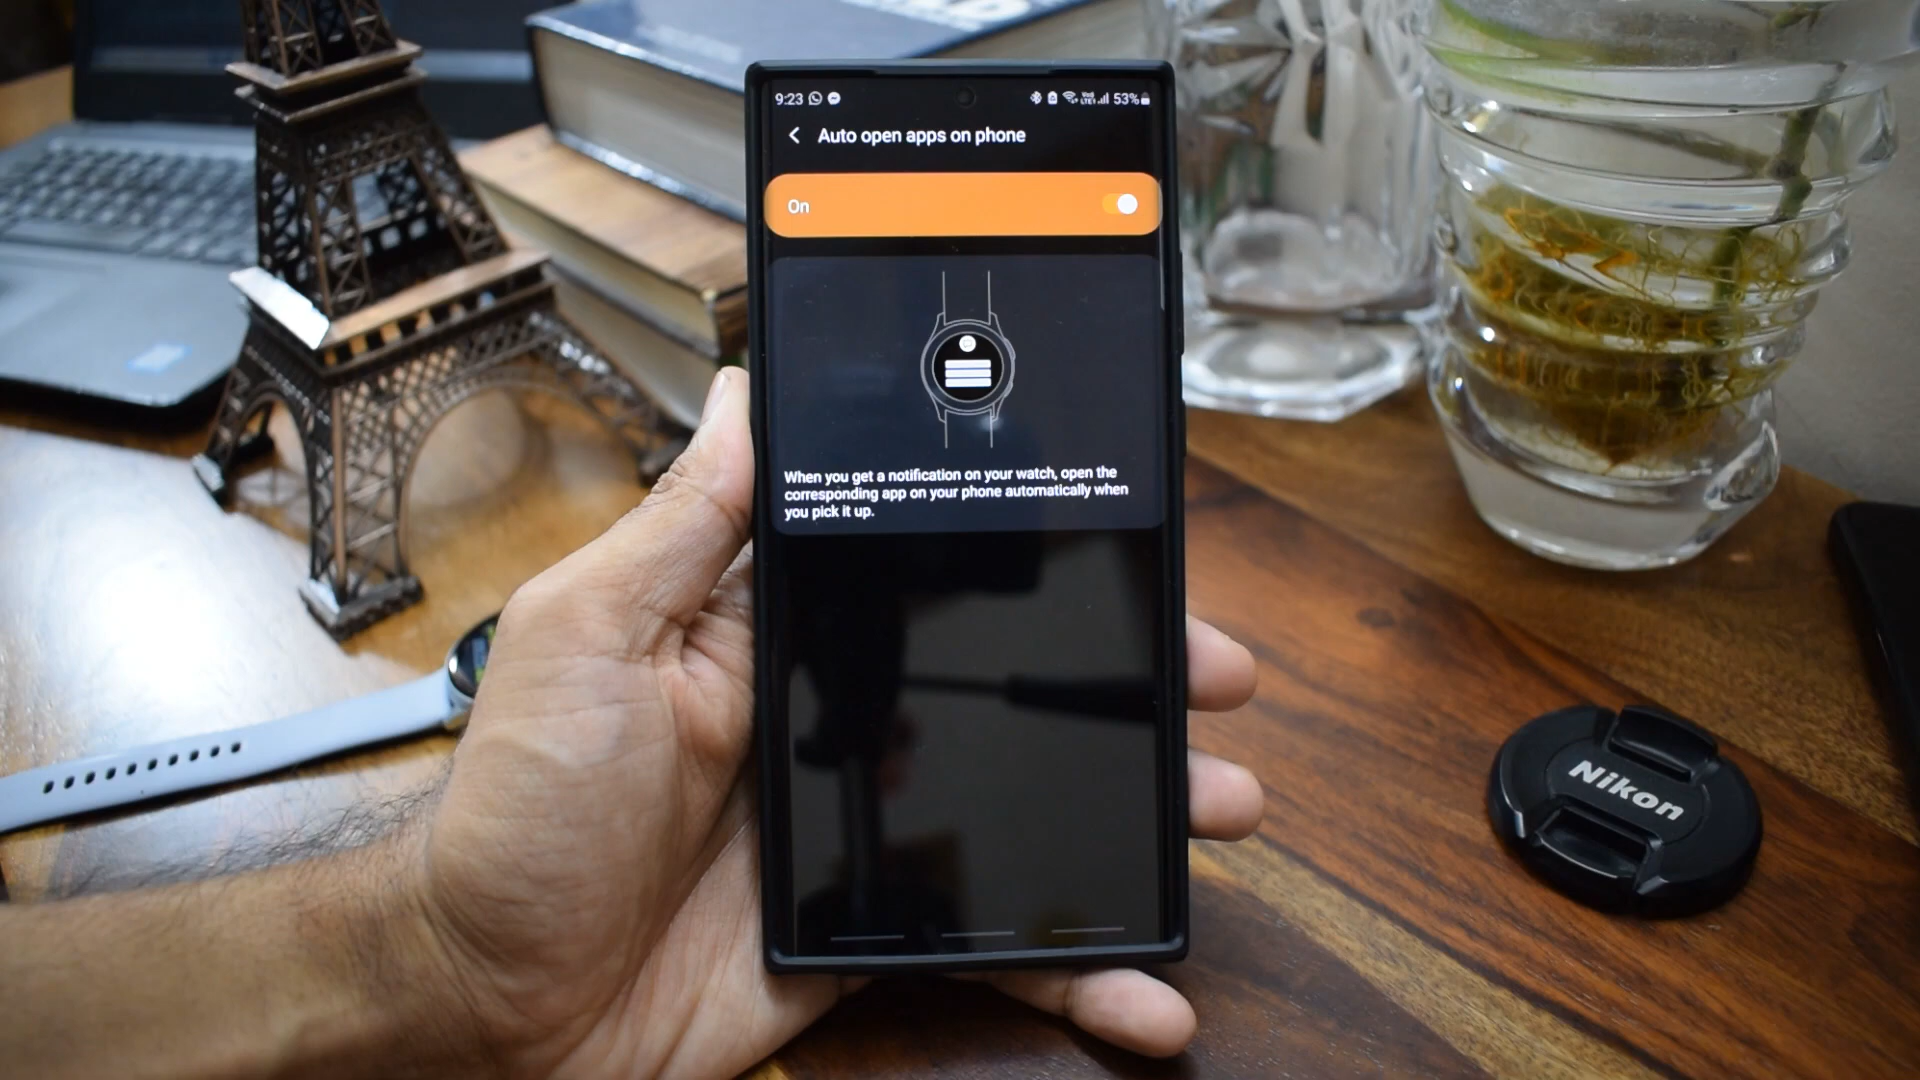 9:23
53%
Auto open apps on phone
On
When you get a notification on your watch, open the
corresponding app on your phone automatically when
you pick it up.
Nikon